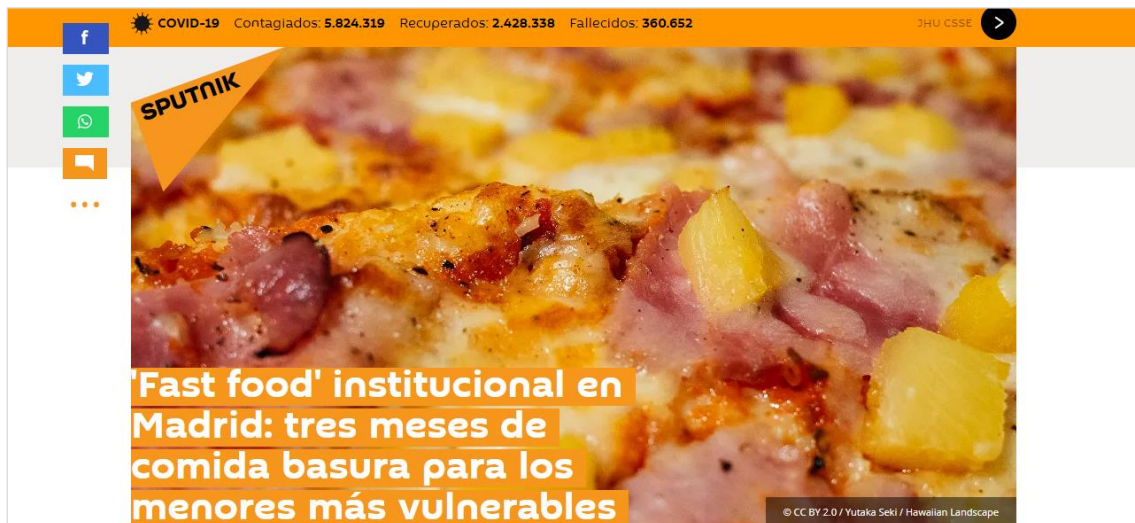 COVID-19 Contagiados: 5.824.319 Recuperados: 2.428.338 Fallecidos: 360.652 JHU CSSE
SPUTNIK
'Fast food' institucional en
Madrid: tres meses de
comida basura para los
menores más vulnerables
© CC BY 2.0 / Yutaka Seki / Hawaiian Landscape